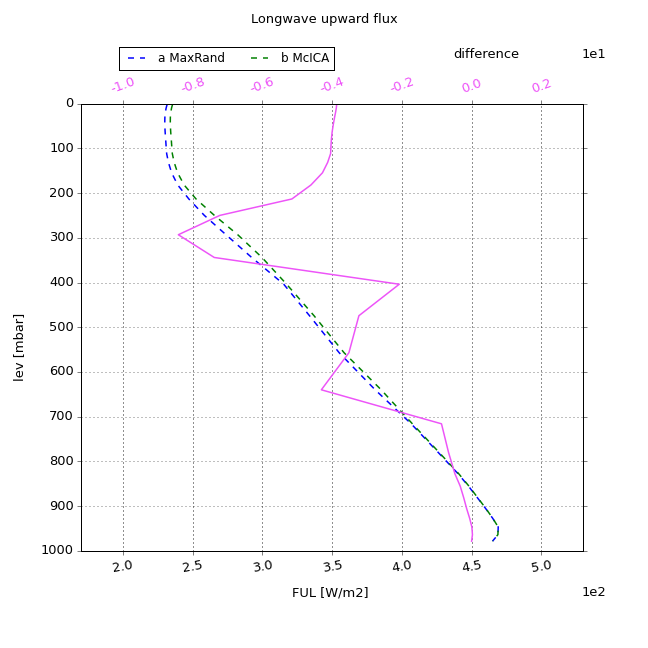 Longwave upward flux
a MaxRand b McICA
difference 1e1
-1.0 -0.8 -0.6 -0.4 -0.2 0.0 0.2
0
100
200
300
400
500
600
700
800
900
1000
lev [mbar]
2.0 2.5 3.0 3.5 4.0 4.5 5.0
FUL [W/m2] 1e2